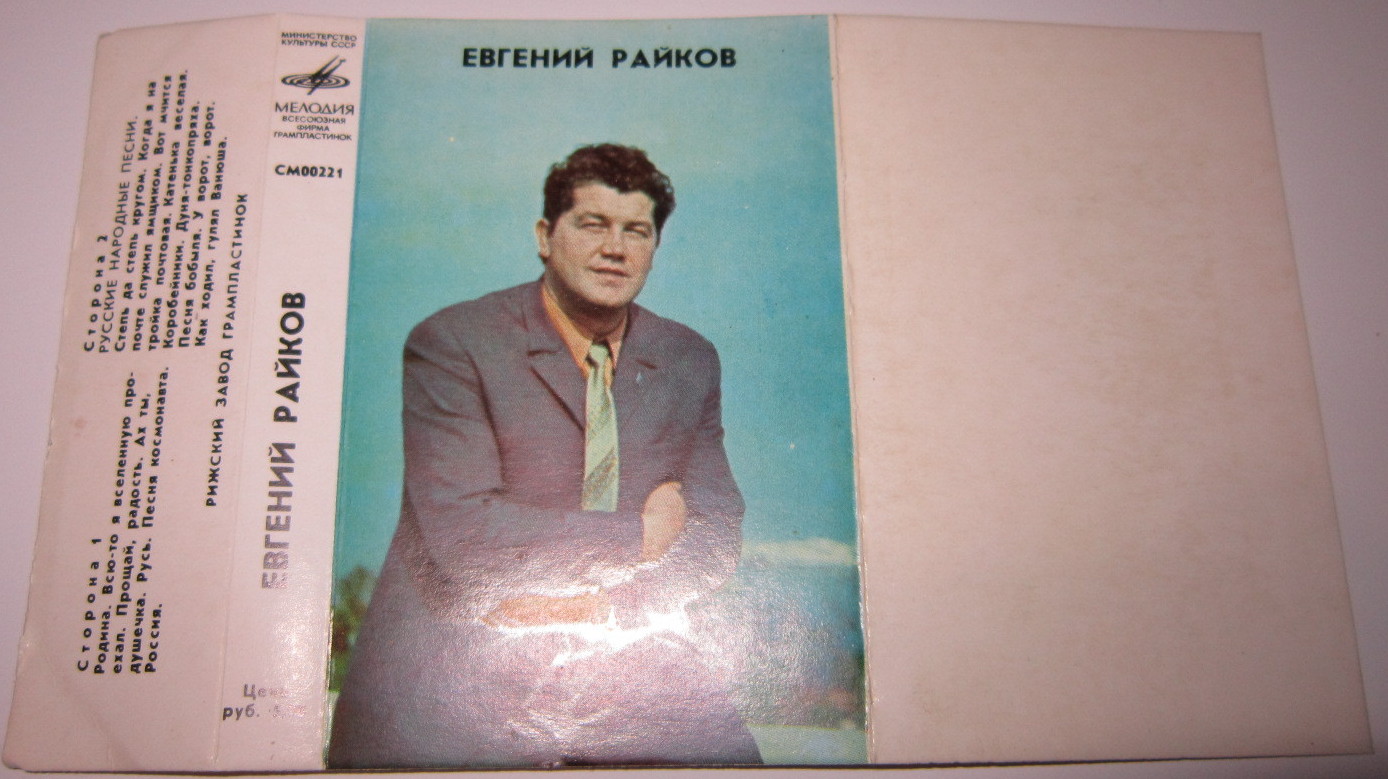 ЕВГЕНИЙ РАЙКОВ
МИНИСТЕРСТВО
КУЛЬТУРЫ СССР
МЕЛОДИЯ
ВСЕСОЮЗНАЯ
ФИРМА
ГРАМПЛАСТИНОК
СМ00221
ЕВГЕНИЙ РАЙКОВ
Цена
руб.
Сторона 1
Родина. Всю-то я вселенную про-
ехал. Прощай, радость. Ах ты,
душечка. Русь. Песня космонавта.
Россия.
Сторона 2
РУССКИЕ НАРОДНЫЕ ПЕСНИ.
Степь да степь кругом. Когда я на
почте служил ямщиком. Вот мчится
тройка почтовая. Катенька веселая.
Коробейники. Дуня-тонкопряха.
Песня бобыля. У ворот, ворот.
Как ходил, гулял Ванюша.
РИЖСКИЙ ЗАВОД ГРАМПЛАСТИНОК